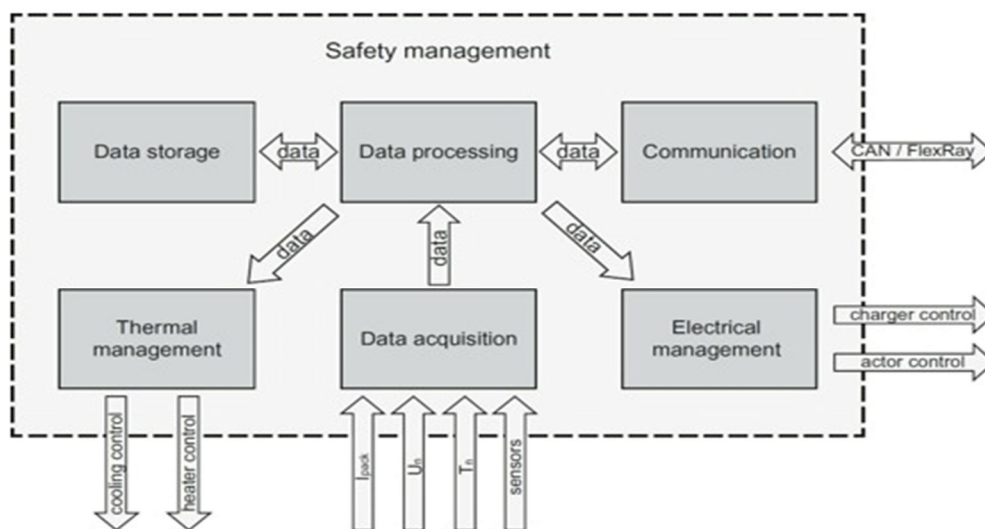 Safety management
Data storage
data
Data processing
data
Communication
CAN / FlexRay
data
data
data
Thermal
management
Data acquisition
Electrical
management
charger control
actor control
cooling control
heater control
Ipack
Un
Tn
sensors